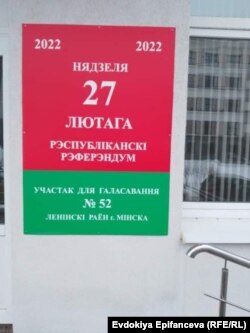 2022 2022
НЯДЗЕЛЯ
27
ЛЮТАГА
РЭСПУБЛІКАНСКІ
РЭФЕРЭНДУМ
УЧАСТАК ДЛЯ ГАЛАСАВАННЯ
№ 52
ЛЕНІНСКІ РАЁН г. МІНСКА
Evdokiya Epifanceva (RFE/RL)